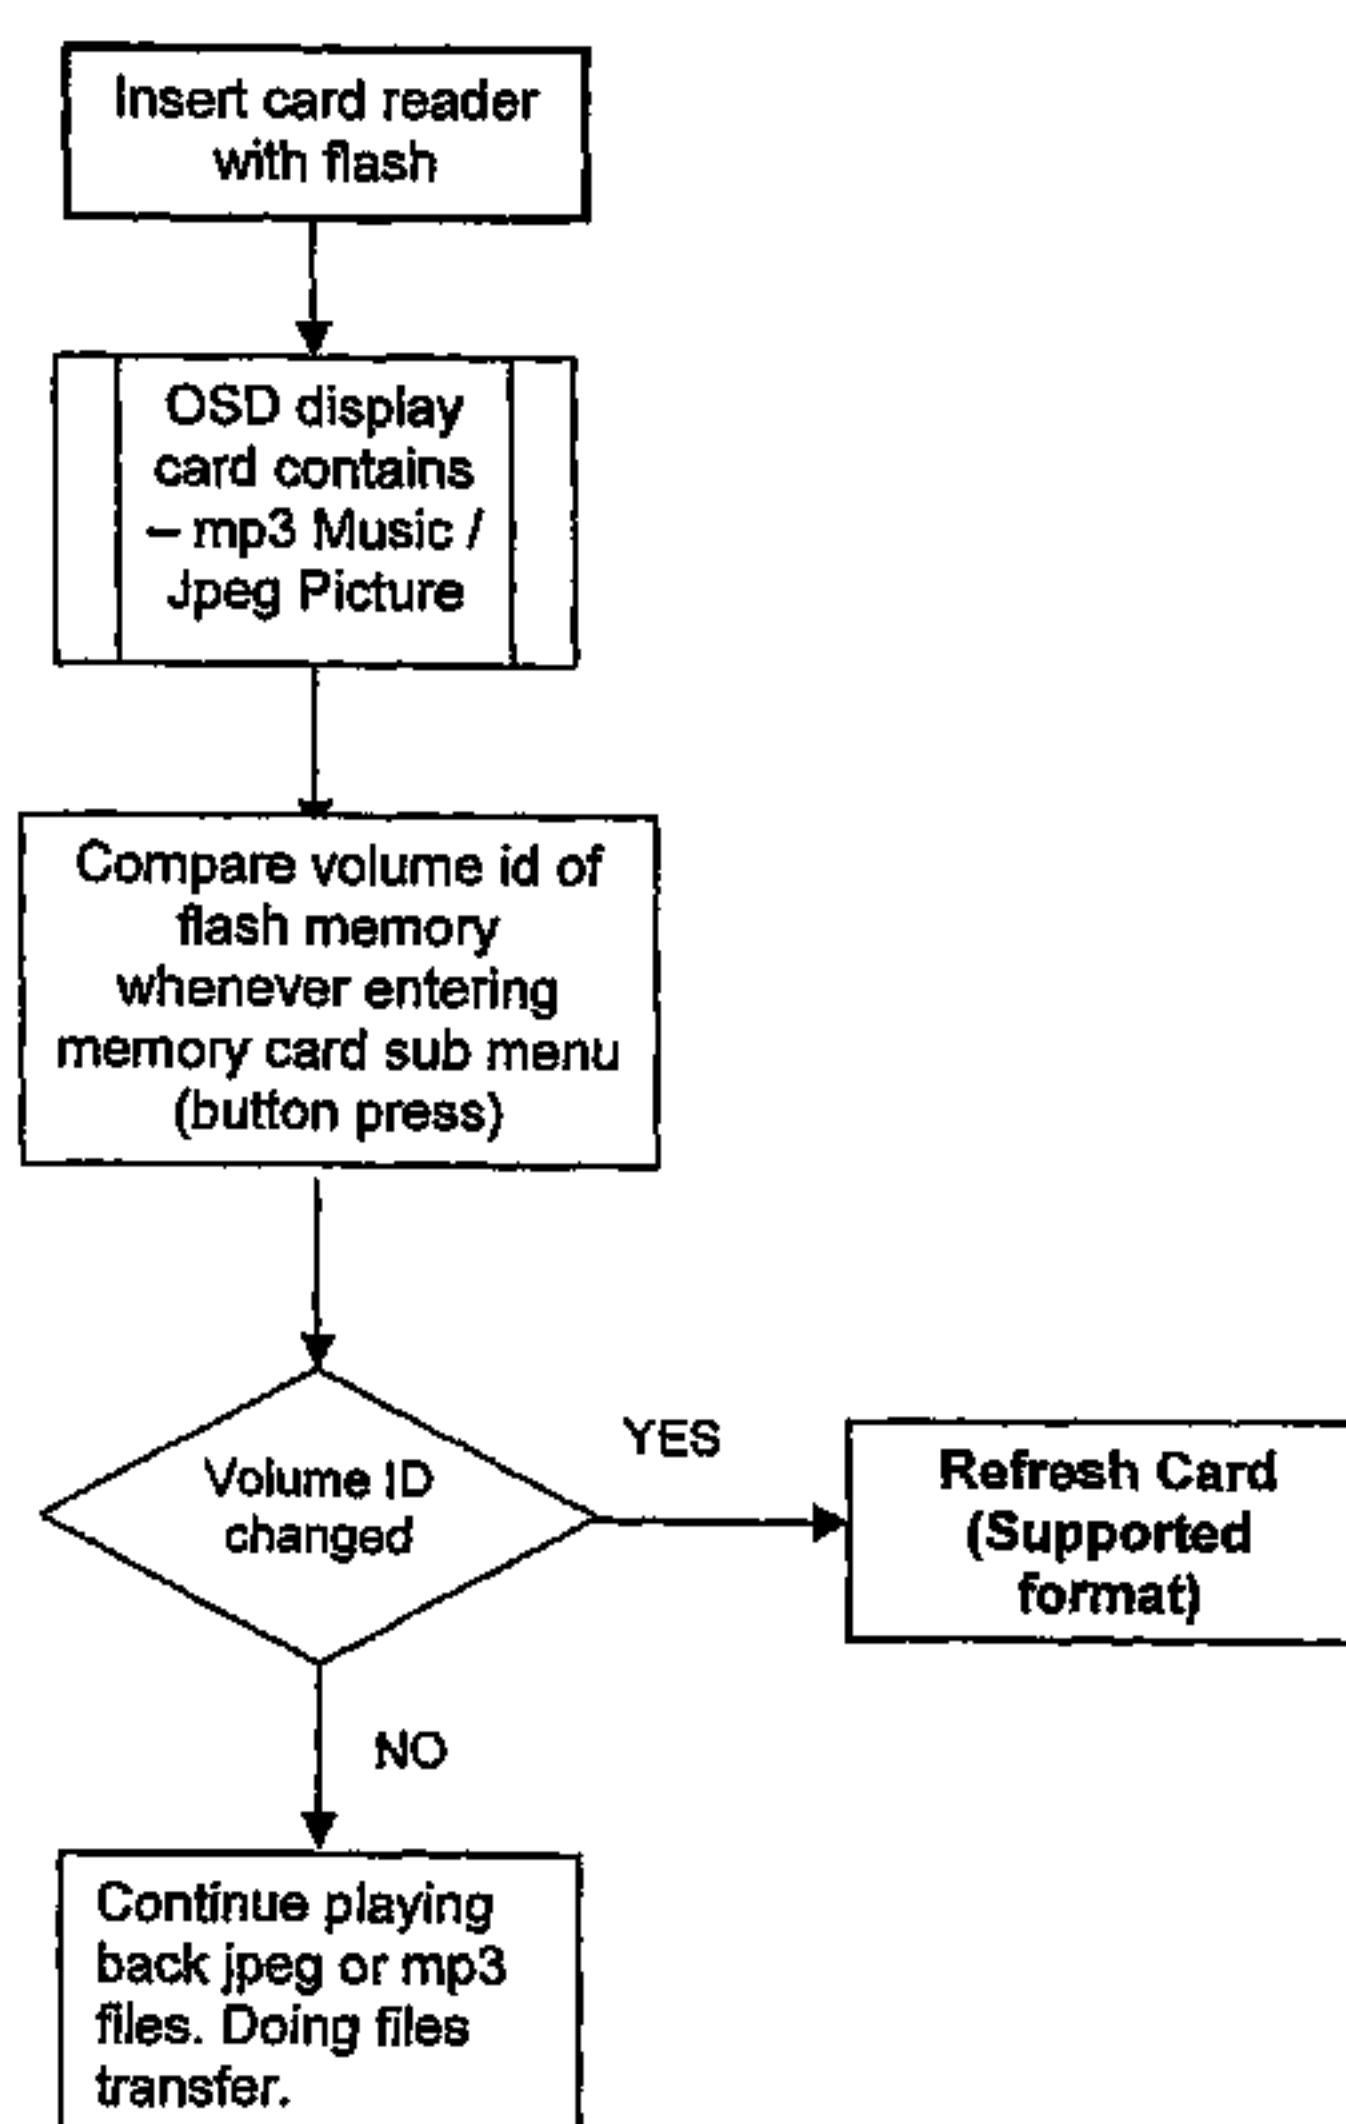 Insert card reader
with flash
OSD display
card contains
– mp3 Music /
Jpeg Picture
Compare volume id of
flash memory
whenever entering
memory card sub menu
(button press)
Volume ID
changed
YES
Refresh Card
(Supported
format)
NO
Continue playing
back jpeg or mp3
files. Doing files
transfer.